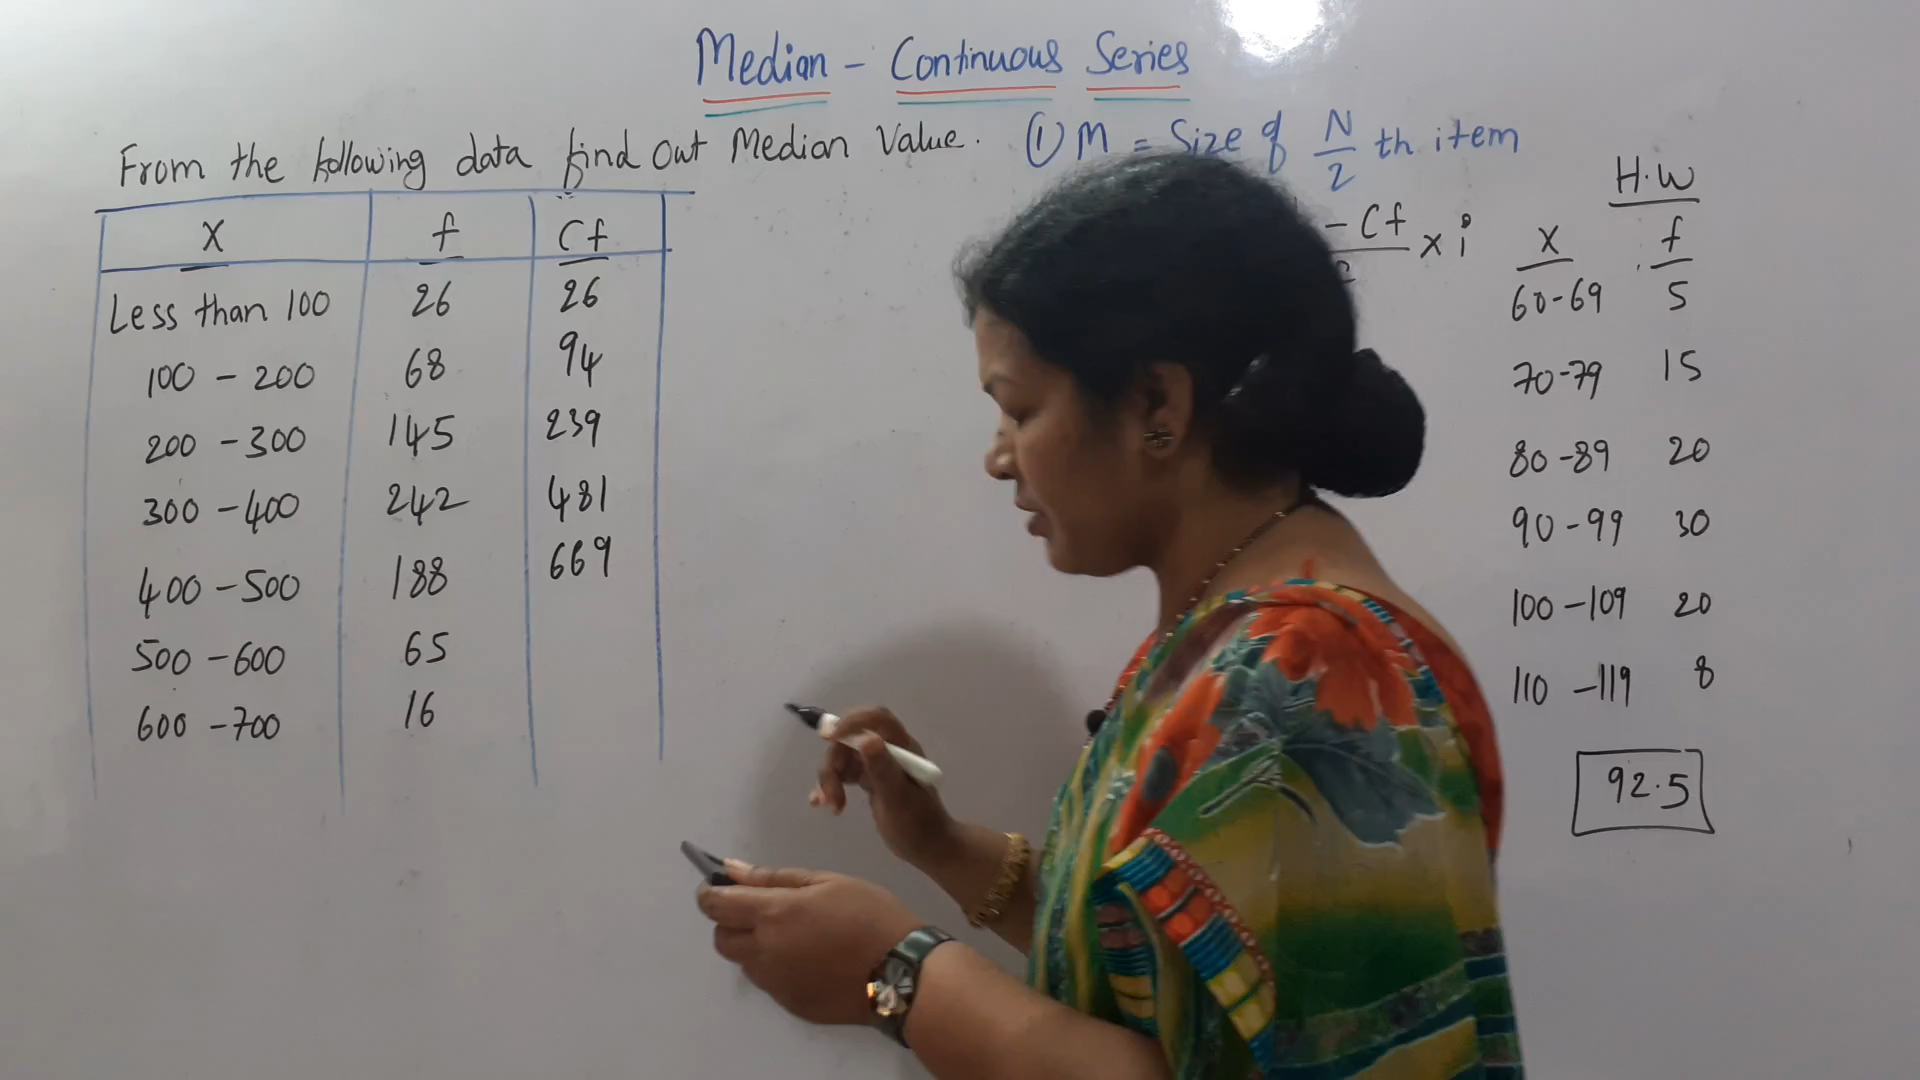 Median - Continuous Series
From the following data find out Median Value. ① M = Size of N/2 th item
X f Cf
Less than 100 26 26
100 - 200 68 94
200 - 300 145 239
300 - 400 242 481
400 - 500 188 669
500 - 600 65
600 - 700 16
- Cf x i
H.W
X f
60-69 5
70-79 15
80-89 20
90-99 30
100-109 20
110-119 8
92.5